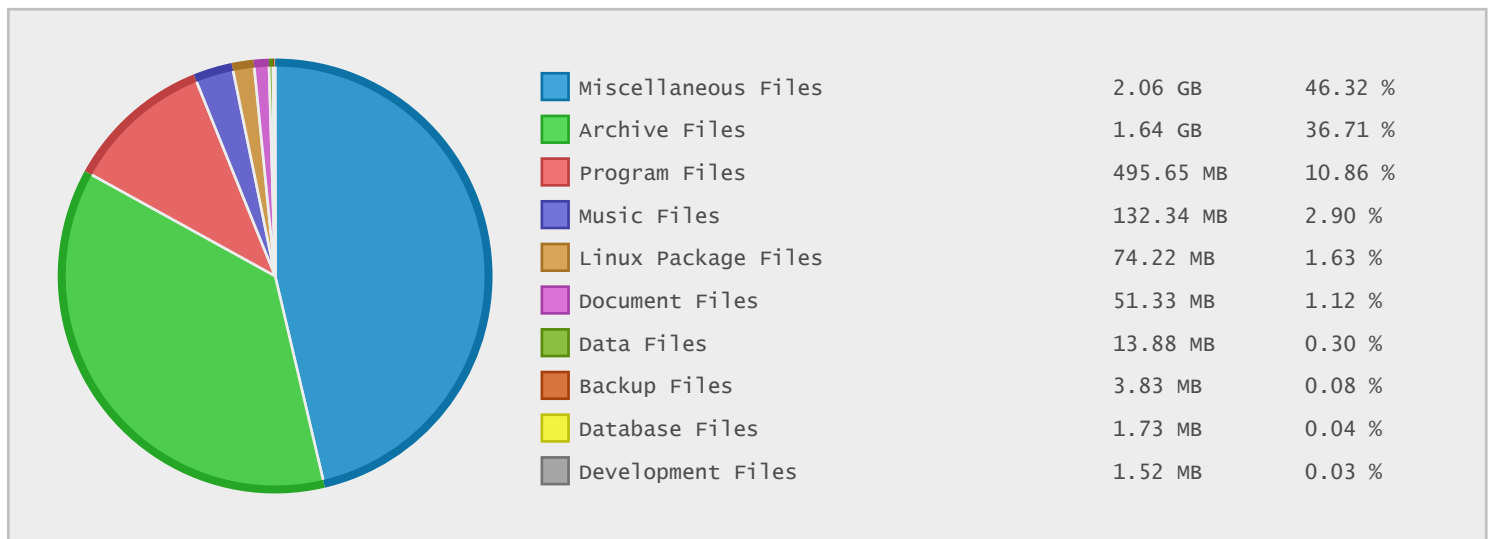 Miscellaneous Files 2.06 GB 46.32 %
Archive Files 1.64 GB 36.71 %
Program Files 495.65 MB 10.86 %
Music Files 132.34 MB 2.90 %
Linux Package Files 74.22 MB 1.63 %
Document Files 51.33 MB 1.12 %
Data Files 13.88 MB 0.30 %
Backup Files 3.83 MB 0.08 %
Database Files 1.73 MB 0.04 %
Development Files 1.52 MB 0.03 %